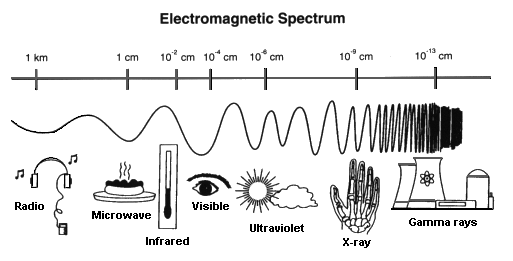 Electromagnetic Spectrum
1 km 1 cm 10⁻² cm 10⁻⁴ cm 10⁻⁶ cm 10⁻⁹ cm 10⁻¹³ cm
Radio
Microwave
Infrared
Visible
Ultraviolet
X-ray
Gamma rays